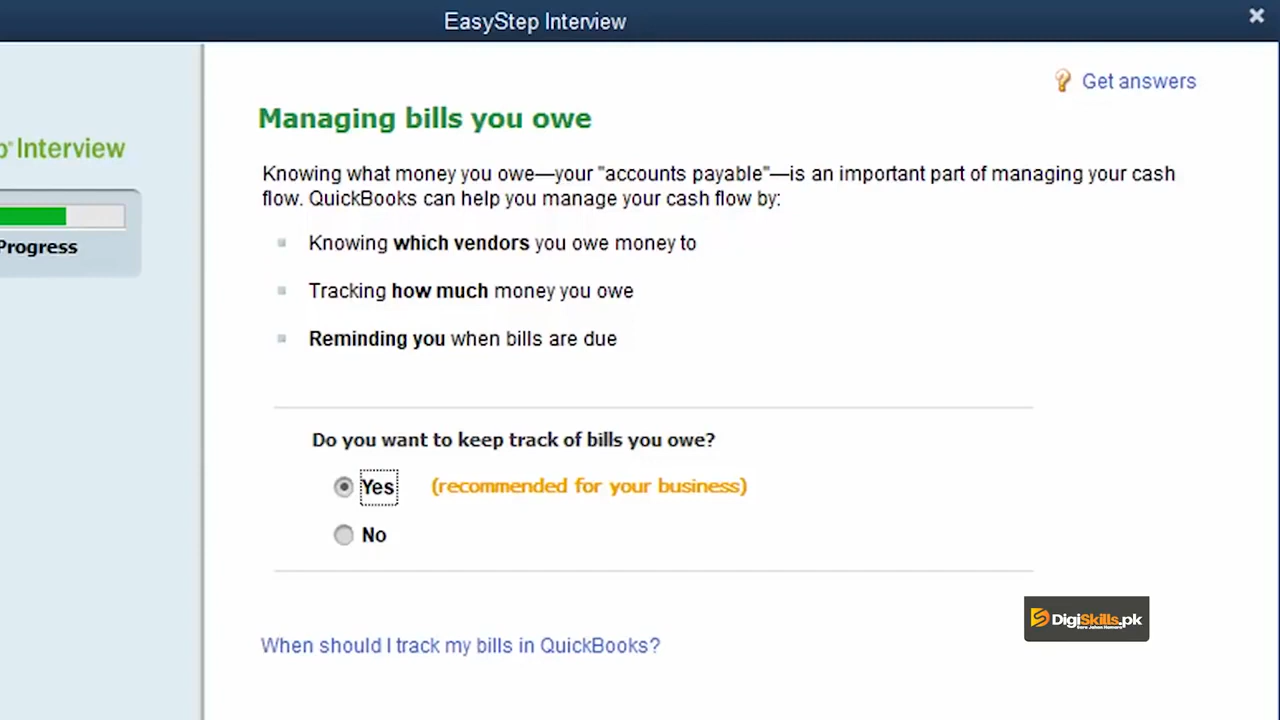 EasyStep Interview
Get answers
Managing bills you owe
Interview
Knowing what money you owe—your "accounts payable"—is an important part of managing your cash
flow. QuickBooks can help you manage your cash flow by:
Progress
Knowing which vendors you owe money to
Tracking how much money you owe
Reminding you when bills are due
Do you want to keep track of bills you owe?
Yes (recommended for your business)
No
DigiSkills.pk
When should I track my bills in QuickBooks?